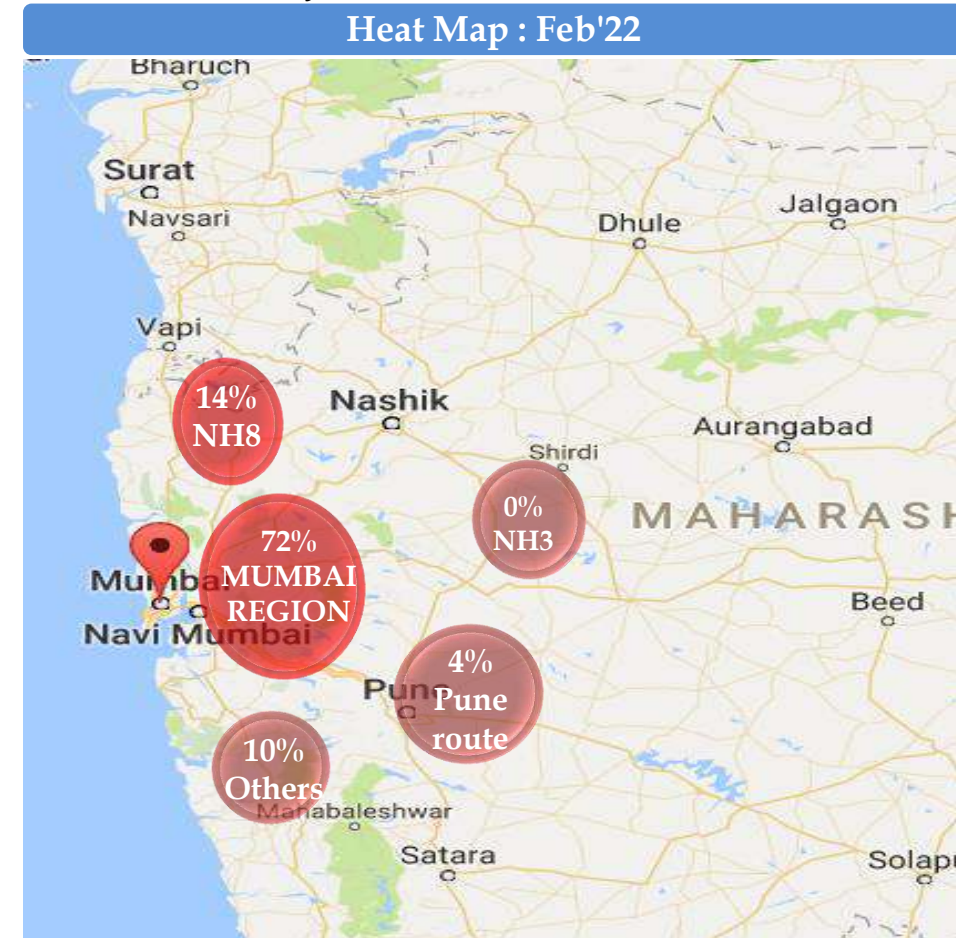 Heat Map : Feb'22
Bharuch
Surat
Navsari
Dhule
Jalgaon
Vapi
14%
NH8
Nashik
Aurangabad
Shirdi
0%
NH3
MAHARASH
72%
MUMBAI
REGION
Mumbai
Navi Mumbai
Beed
4%
Pune
Pune
route
10%
Others
Mahabaleshwar
Satara
Solap